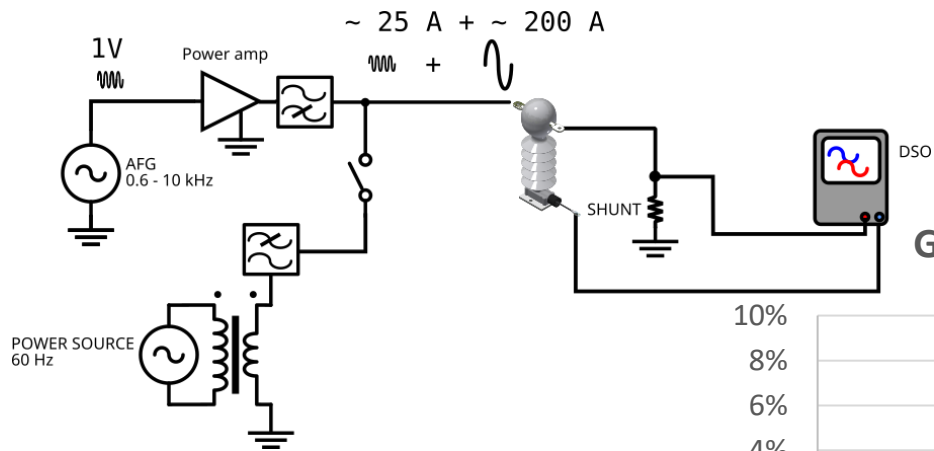 ~ 25 A + ~ 200 A
+
1V
Power amp
AFG
0.6 - 10 kHz
SHUNT
DSO
G
POWER SOURCE
60 Hz
10%
8%
6%
4%